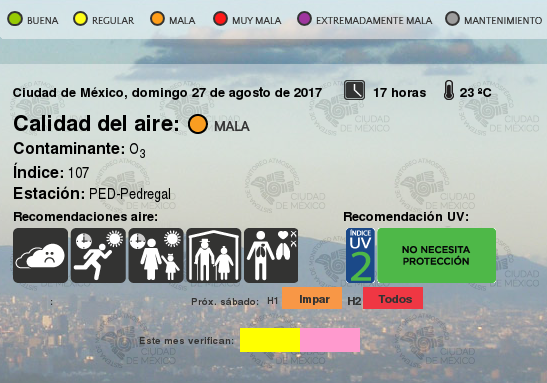 BUENA REGULAR MALA MUY MALA EXTREMADAMENTE MALA MANTENIMIENTO
Ciudad de México, domingo 27 de agosto de 2017 17 horas 23 ºC
Calidad del aire: MALA
Contaminante: O3
Índice: 107
Estación: PED-Pedregal
Recomendaciones aire: Recomendación UV:
ÍNDICE UV 2 NO NECESITA PROTECCIÓN
: Próx. sábado: H1 Impar H2 Todos
Este mes verifican:
CIUDAD DE MÉXICO